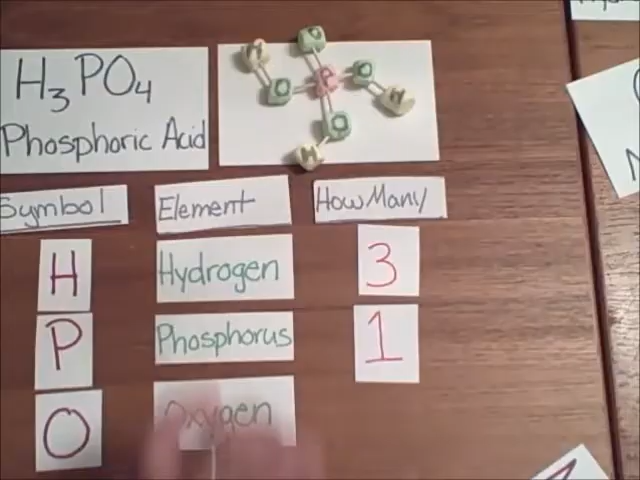 H₃PO₄
Phosphoric Acid
H
O
O
P
O
H
O
H
Symbol Element How Many
H Hydrogen 3
P Phosphorus 1
O Oxygen